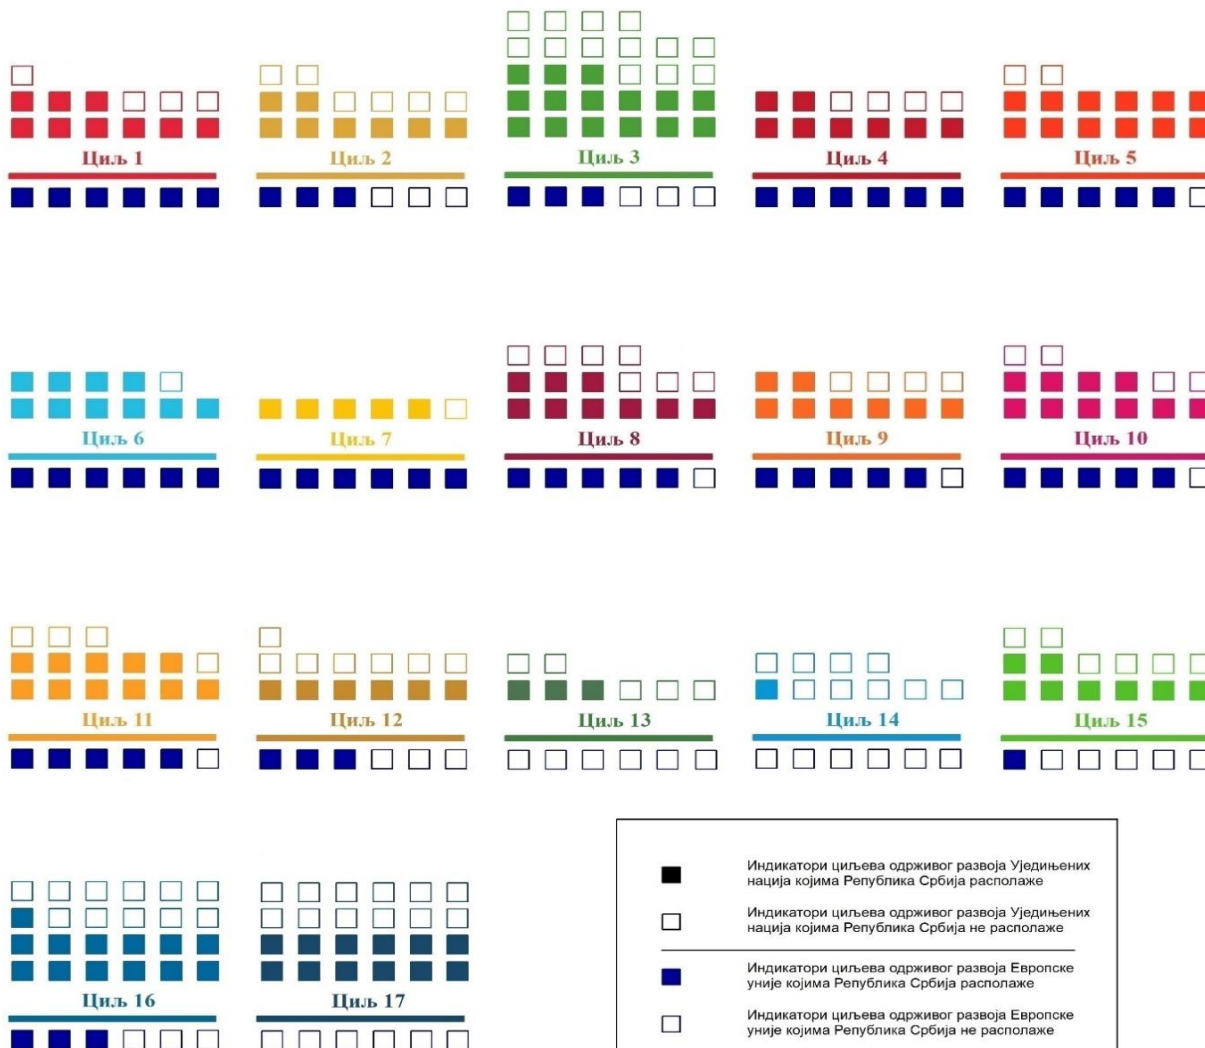 Циљ 1
Циљ 2
Циљ 3
Циљ 4
Циљ 5
Циљ 6
Циљ 7
Циљ 8
Циљ 9
Циљ 10
Циљ 11
Циљ 12
Циљ 13
Циљ 14
Циљ 15
Циљ 16
Циљ 17
Индикатори циљева одрживог развоја Уједињених
нација којима Република Србија располаже
Индикатори циљева одрживог развоја Уједињених
нација којима Република Србија не располаже
Индикатори циљева одрживог развоја Европске
уније којима Република Србија располаже
Индикатори циљева одрживог развоја Европске
уније којима Република Србија не располаже